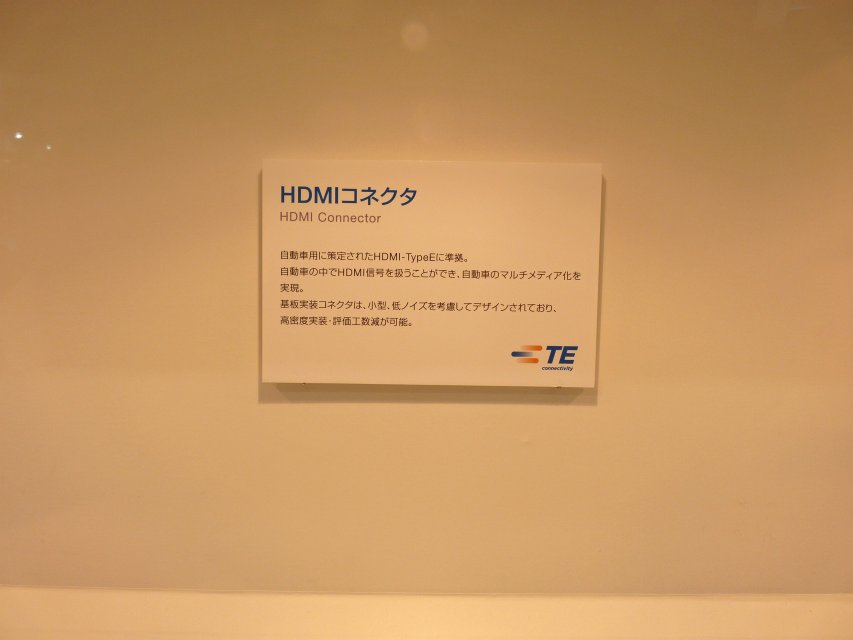 HDMIコネクタ
HDMI Connector
自動車用に策定されたHDMI-TypeEに準拠。
自動車の中でHDMI信号を扱うことができ、自動車のマルチメディア化を
実現。
基板実装コネクタは、小型、低ノイズを考慮してデザインされており、
高密度実装・評価工数減が可能。
TE
connectivity